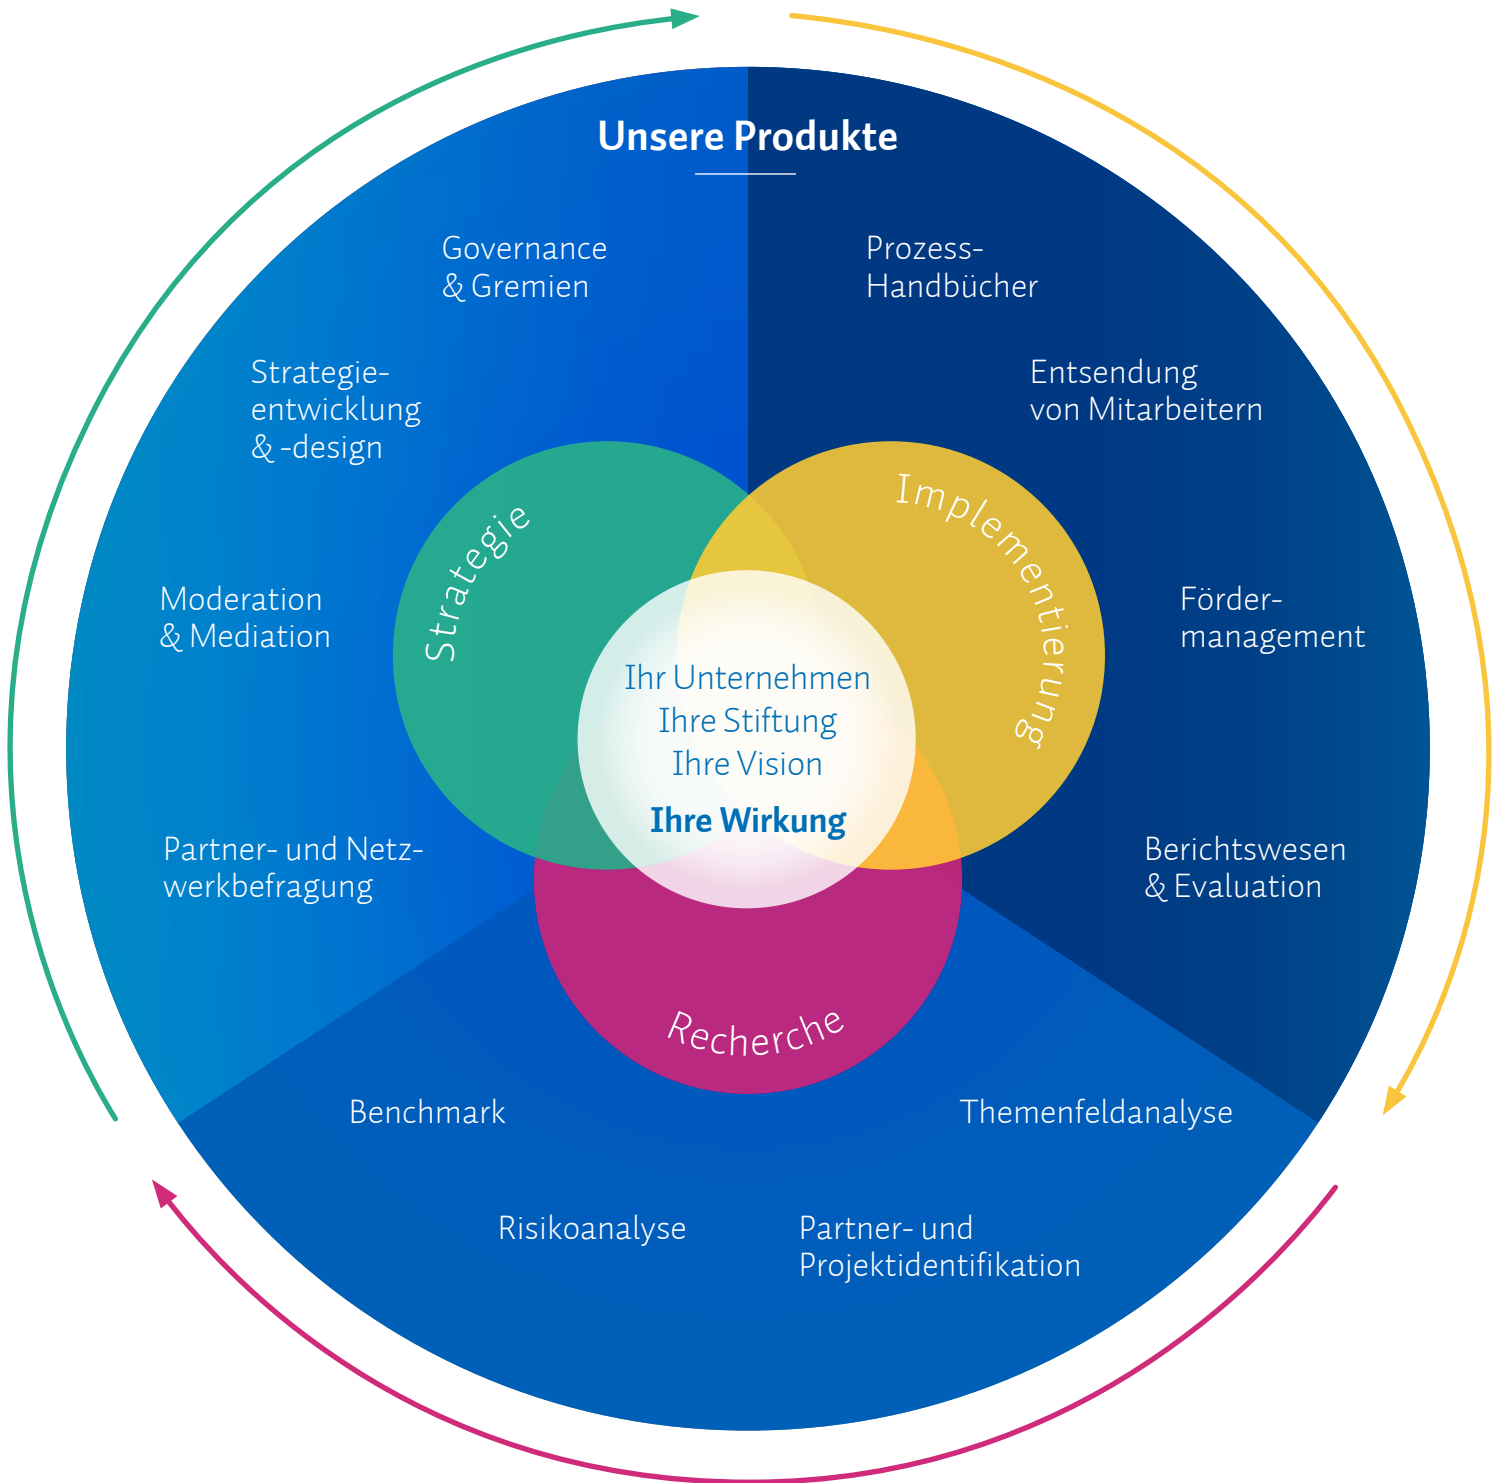 Unsere Produkte
Governance
& Gremien
Strategie-
entwicklung
& -design
Moderation
& Mediation
Partner- und Netz-
werkbefragung
Prozess-
Handbücher
Entsendung
von Mitarbeitern
Förder-
management
Berichtswesen
& Evaluation
Strategie
Implementierung
Ihr Unternehmen
Ihre Stiftung
Ihre Vision
Ihre Wirkung
Recherche
Benchmark
Themenfeldanalyse
Risikoanalyse
Partner- und
Projektidentifikation